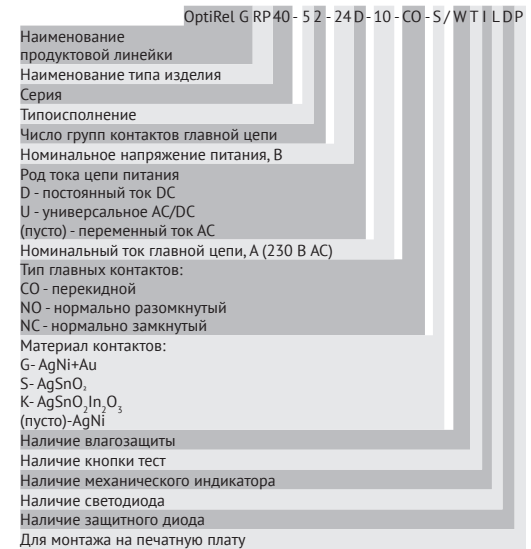 OptiRel G RP 40 - 5 2 - 24 D - 10 - CO - S / W T I L D P
Наименование
продуктовой линейки
Наименование типа изделия
Серия
Типоисполнение
Число групп контактов главной цепи
Номинальное напряжение питания, В
Род тока цепи питания
D - постоянный ток DC
U - универсальное AC/DC
(пусто) - переменный ток AC
Номинальный ток главной цепи, А (230 В AC)
Тип главных контактов:
CO - перекидной
NO - нормально разомкнутый
NC - нормально замкнутый
Материал контактов:
G- AgNi+Au
S- AgSnO₂
K- AgSnO₂In₂O₃
(пусто)-AgNi
Наличие влагозащиты
Наличие кнопки тест
Наличие механического индикатора
Наличие светодиода
Наличие защитного диода
Для монтажа на печатную плату